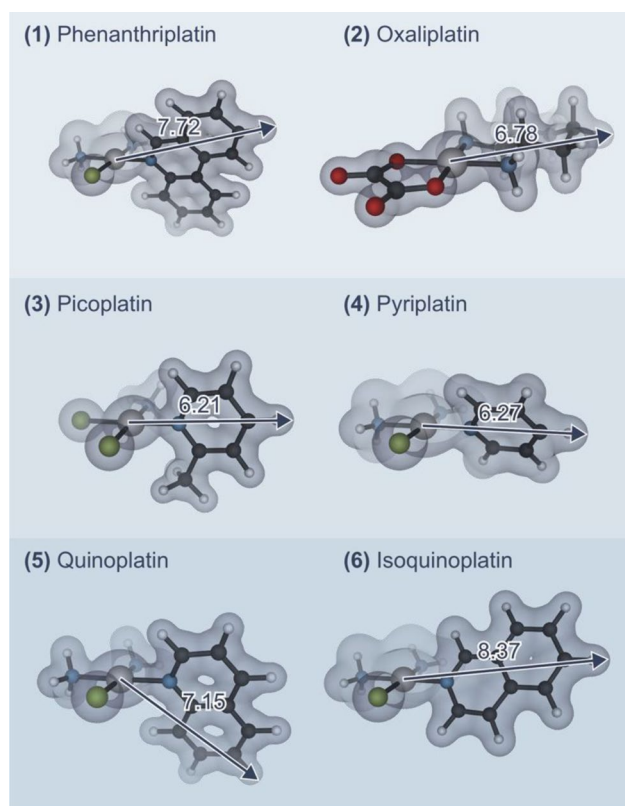 (1) Phenanthriplatin
7.72
(2) Oxaliplatin
6.78
(3) Picoplatin
6.21
(4) Pyriplatin
6.27
(5) Quinoplatin
7.15
(6) Isoquinoplatin
8.37